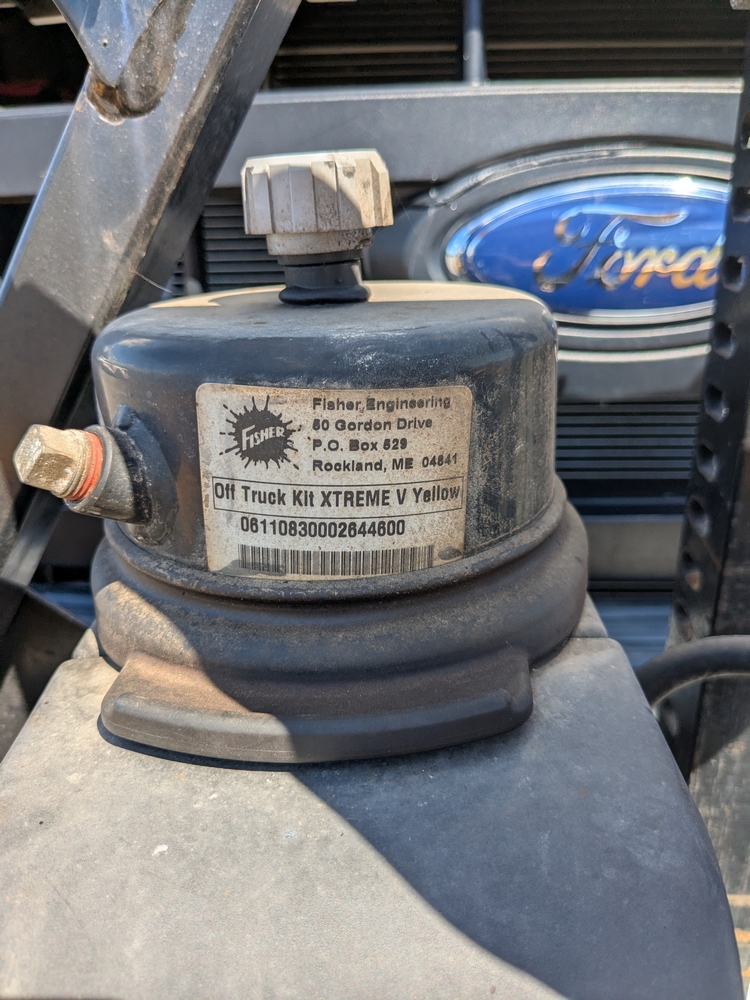 Ford
FISHER
Fisher Engineering
50 Gordon Drive
P.O. Box 529
Rockland, ME 04841
Off Truck Kit XTREME V Yellow
06110830002644600